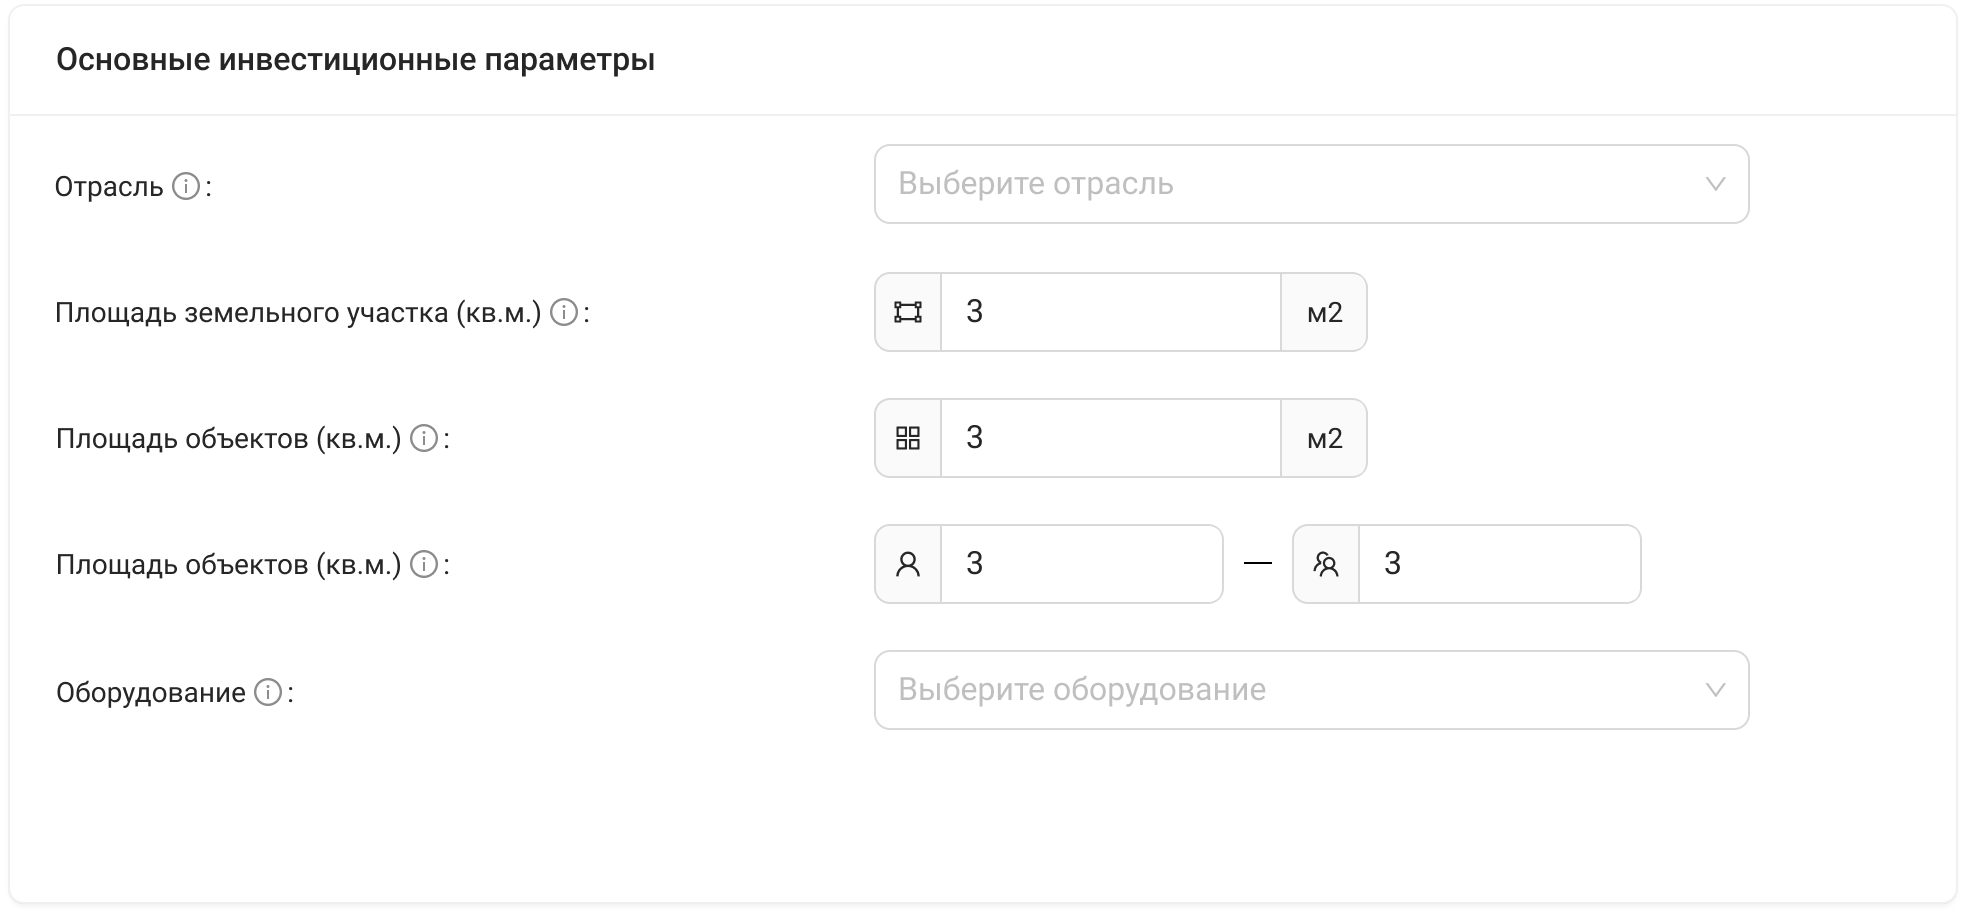 Основные инвестиционные параметры
Отрасль ⓘ: Выберите отрасль
Площадь земельного участка (кв.м.) ⓘ: 3 м2
Площадь объектов (кв.м.) ⓘ: 3 м2
Площадь объектов (кв.м.) ⓘ: 3 — 3
Оборудование ⓘ: Выберите оборудование